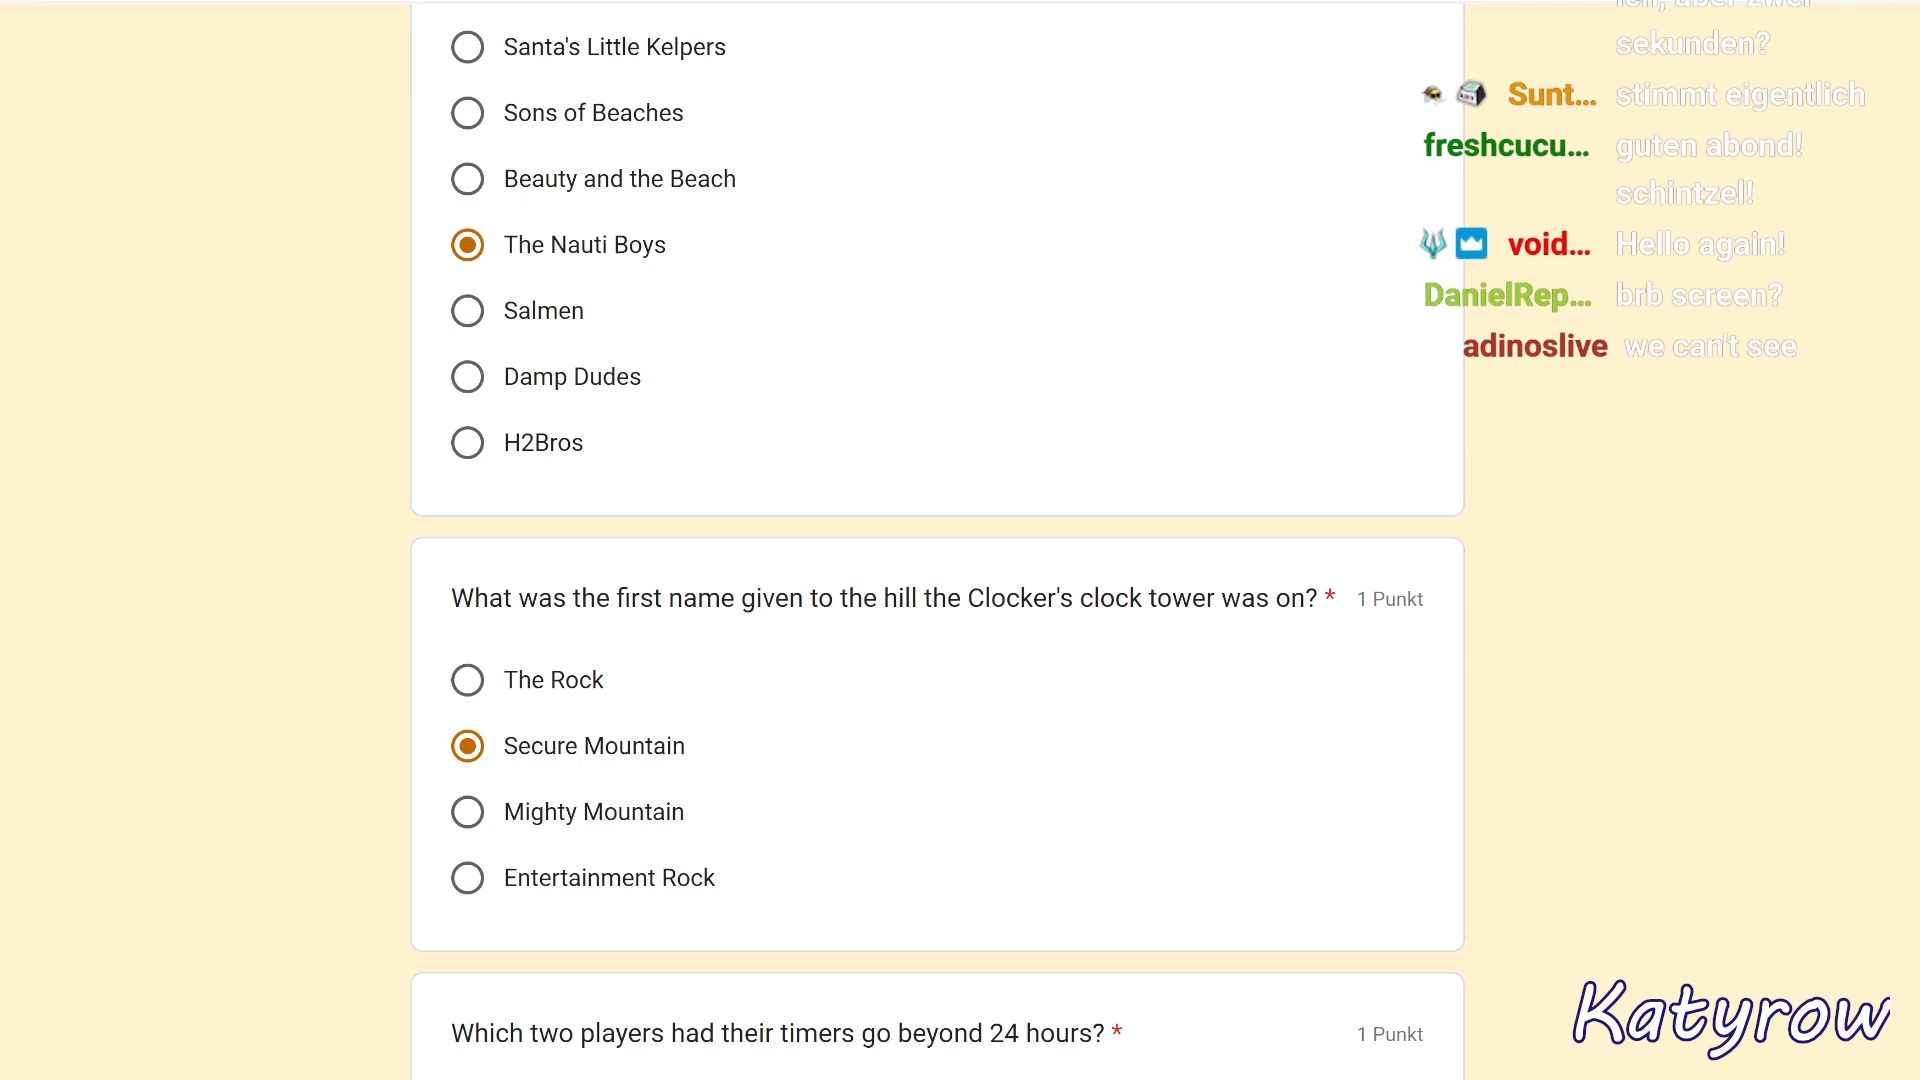 Santa's Little Kelpers
Sons of Beaches
Beauty and the Beach
The Nauti Boys
Salmen
Damp Dudes
H2Bros
What was the first name given to the hill the Clocker's clock tower was on? * 1 Punkt
The Rock
Secure Mountain
Mighty Mountain
Entertainment Rock
Which two players had their timers go beyond 24 hours? * 1 Punkt
ich, aber zwei
sekunden?
Sunt... stimmt eigentlich
freshcucu... guten abond!
schintzel!
void... Hello again!
DanielRep... brb screen?
adinoslive we can't see
Katyrow